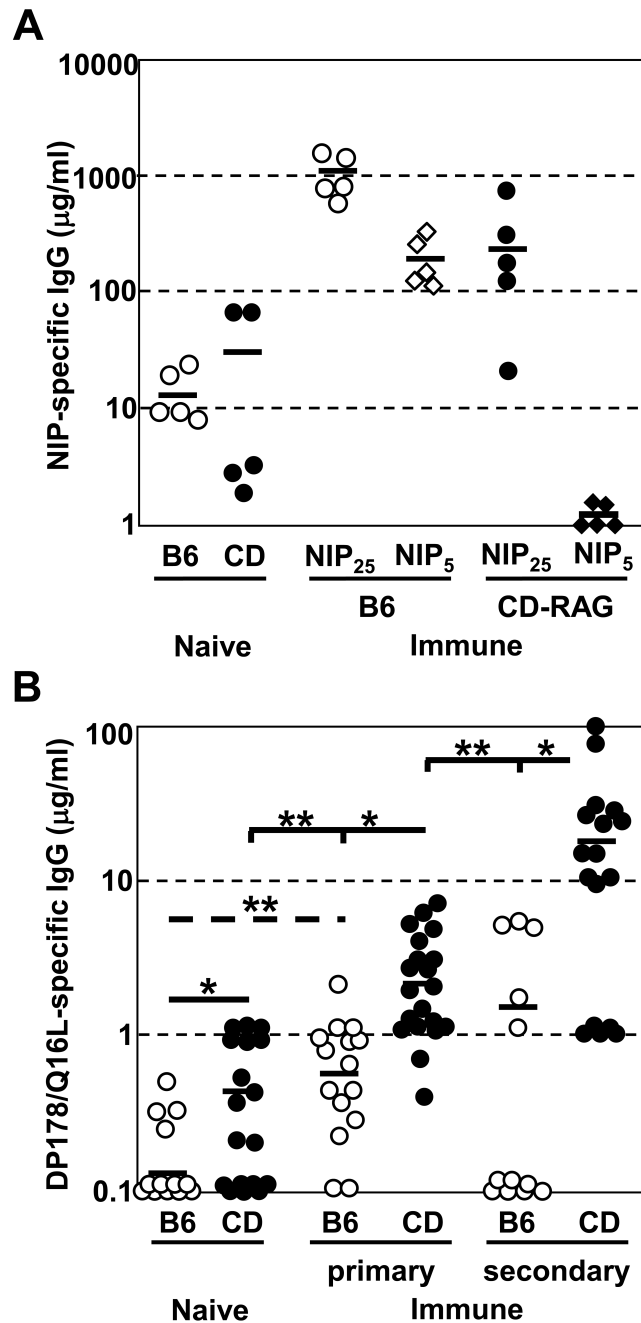 A
NIP-specific IgG (µg/ml)
10000
1000
100
10
1
B6 CD NIP25 NIP5 NIP25 NIP5
B6 CD-RAG
Naive Immune
B
DP178/Q16L-specific IgG (µg/ml)
100
10
1
0.1
** *
** *
**
*
B6 CD B6 CD B6 CD
primary secondary
Naive Immune